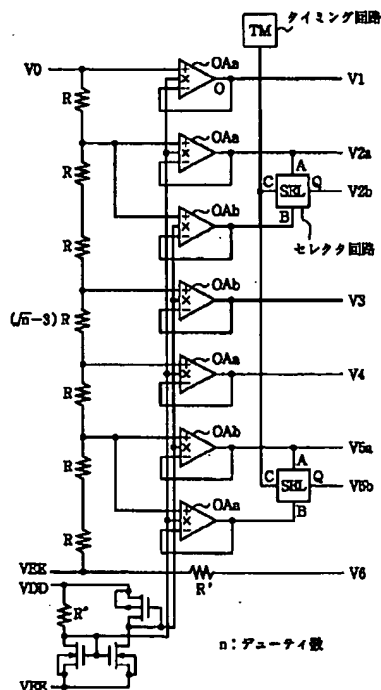 タイミング回路
TM
V0
OAa
O
V1
R
OAa
V2a
A
C
SEL
Q
V2b
R
OAb
B
セレクタ回路
R
OAb
V3
(√n-3)R
OAa
V4
R
OAb
V5a
A
R
C
SEL
Q
V5b
OAa
B
R
VEE
R'
V6
VDD
R"
n:デューティ数
VEE